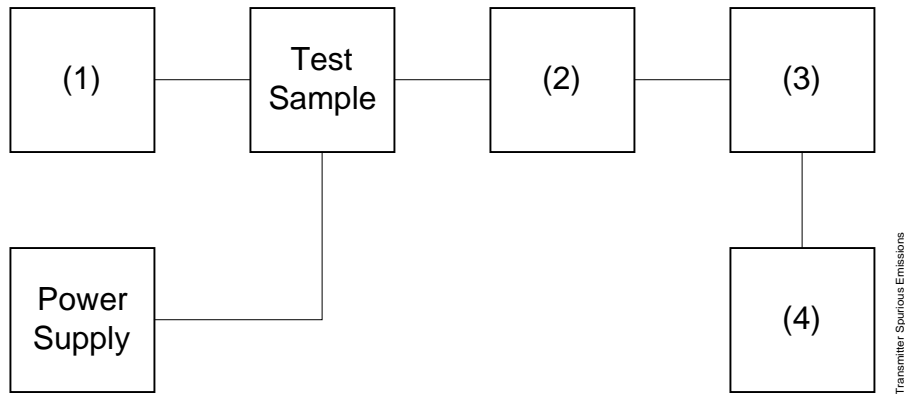 (1)
Test
Sample
(2)
(3)
Power
Supply
(4)
Transmitter Spurious Emissions